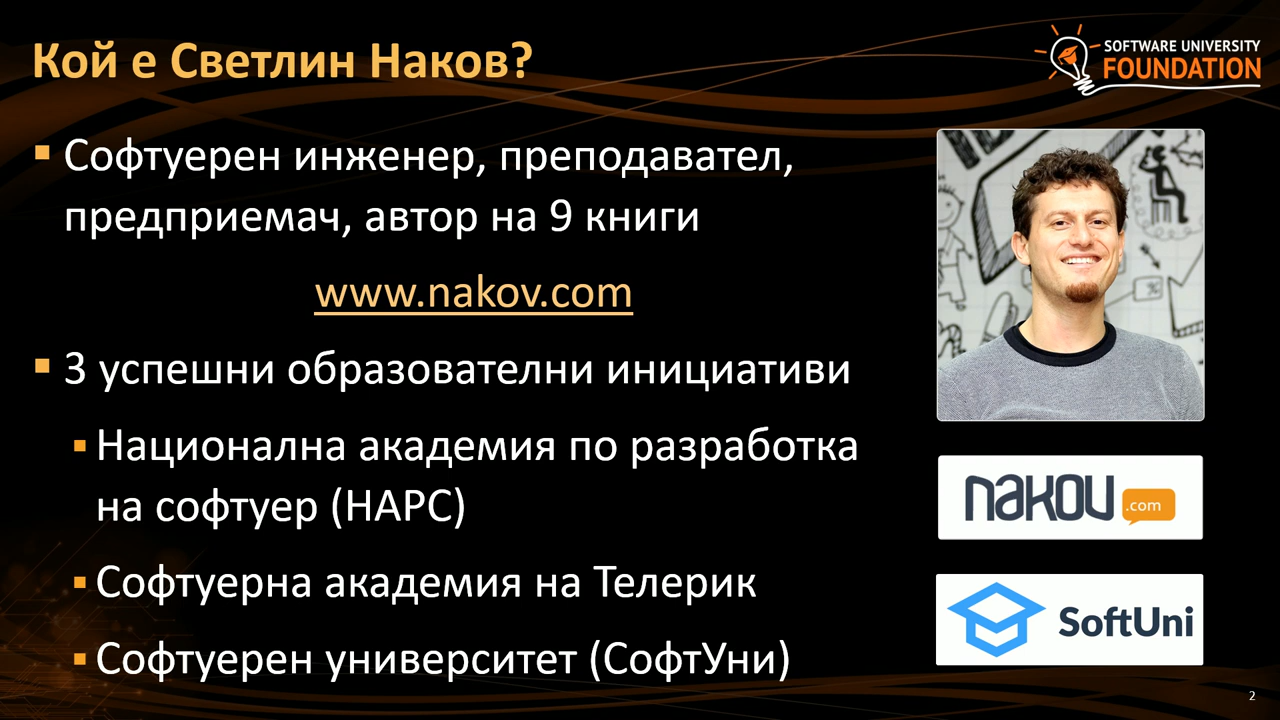 Кой е Светлин Наков?
SOFTWARE UNIVERSITY
FOUNDATION
Софтуерен инженер, преподавател,
предприемач, автор на 9 книги
www.nakov.com
3 успешни образователни инициативи
Национална академия по разработка
на софтуер (НАРС)
Софтуерна академия на Телерик
Софтуерен университет (СофтУни)
nakov .com
SoftUni
2